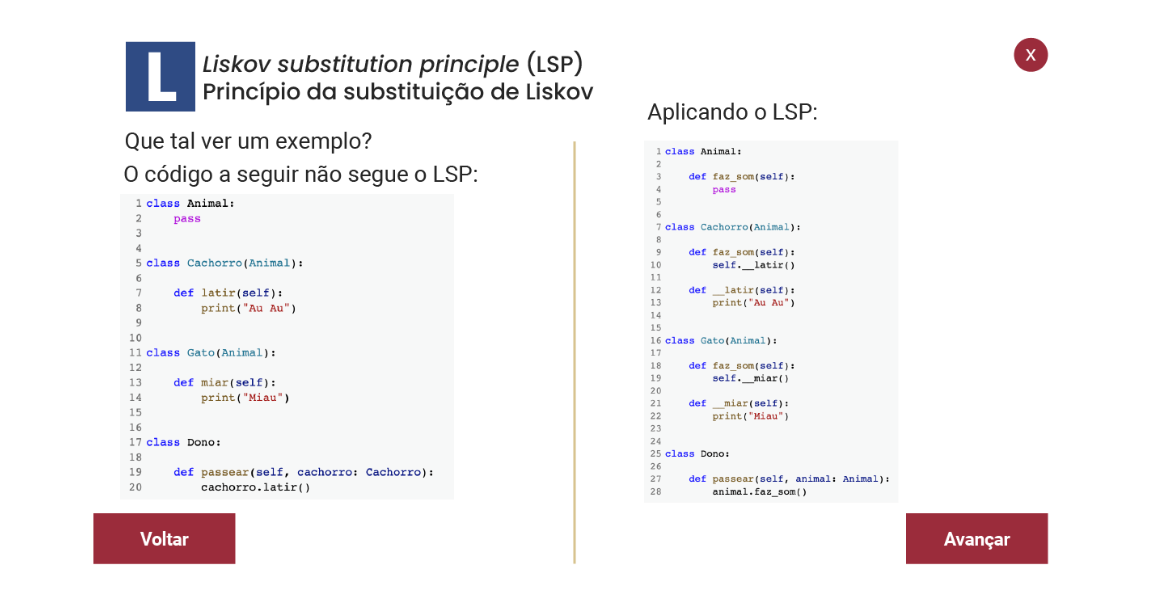 L
Liskov substitution principle (LSP)
Princípio da substituição de Liskov
Que tal ver um exemplo?
O código a seguir não segue o LSP:
1 class Animal:
2     pass
3
4
5 class Cachorro(Animal):
6
7     def latir(self):
8         print("Au Au")
9
10
11 class Gato(Animal):
12
13     def miar(self):
14         print("Miau")
15
16
17 class Dono:
18
19     def passear(self, cachorro: Cachorro):
20         cachorro.latir()
Voltar
X
Aplicando o LSP:
1 class Animal:
2
3     def faz_som(self):
4         pass
5
6
7 class Cachorro(Animal):
8
9     def faz_som(self):
10         self.__latir()
11
12     def __latir(self):
13         print("Au Au")
14
15
16 class Gato(Animal):
17
18     def faz_som(self):
19         self.__miar()
20
21     def __miar(self):
22         print("Miau")
23
24
25 class Dono:
26
27     def passear(self, animal: Animal):
28         animal.faz_som()
Avançar